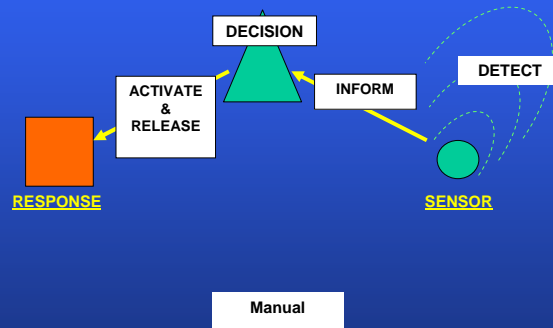 DECISION
DETECT
ACTIVATE
&
RELEASE
INFORM
RESPONSE
SENSOR
Manual